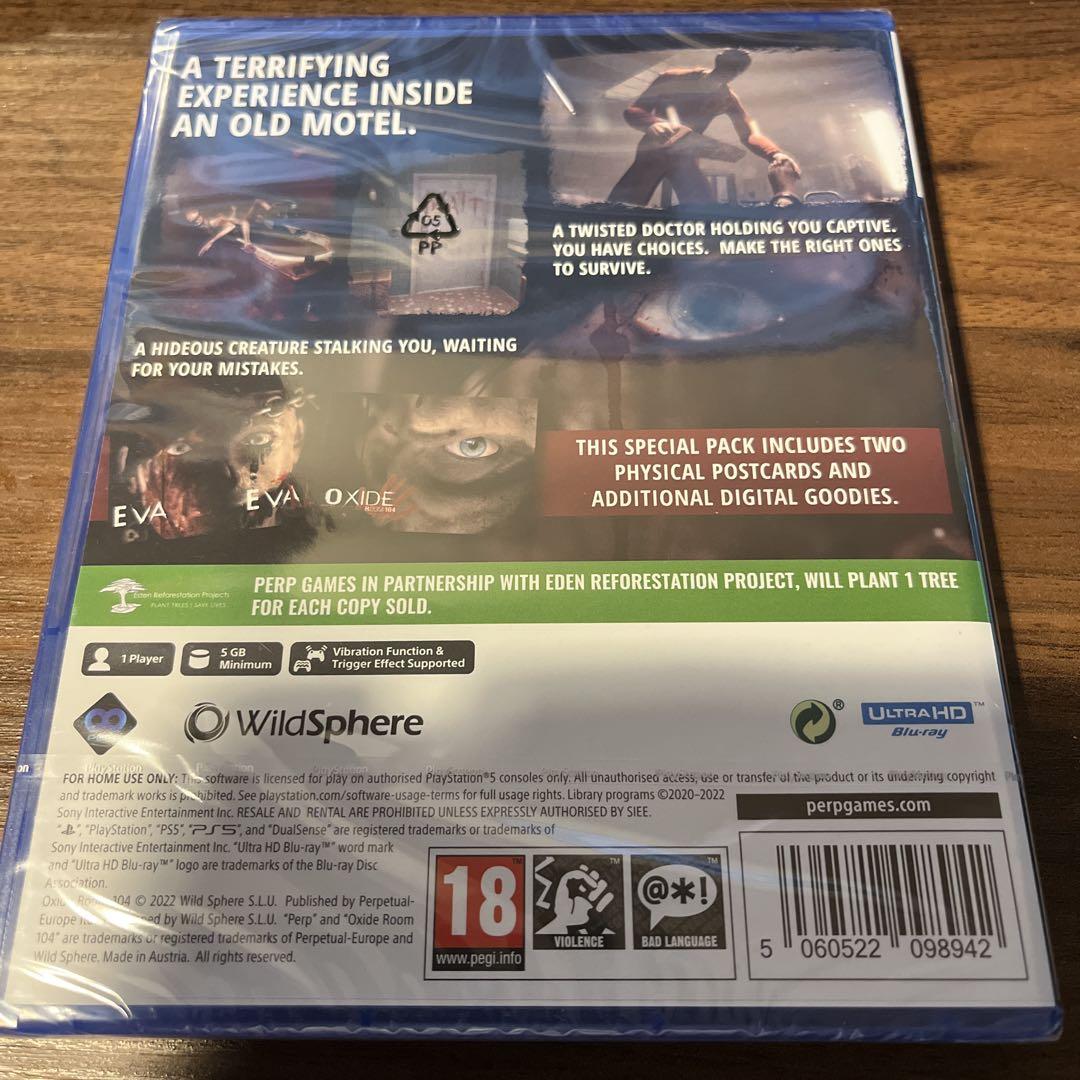 A TERRIFYING
EXPERIENCE INSIDE
AN OLD MOTEL.
05
PP
A TWISTED DOCTOR HOLDING YOU CAPTIVE.
YOU HAVE CHOICES. MAKE THE RIGHT ONES
TO SURVIVE.
A HIDEOUS CREATURE STALKING YOU, WAITING
FOR YOUR MISTAKES.
EVA
EVA
OXIDE
ROOM 104
THIS SPECIAL PACK INCLUDES TWO
PHYSICAL POSTCARDS AND
ADDITIONAL DIGITAL GOODIES.
Eden Reforestation Projects
PLANT TREES | SAVE LIVES
PERP GAMES IN PARTNERSHIP WITH EDEN REFORESTATION PROJECT, WILL PLANT 1 TREE
FOR EACH COPY SOLD.
1 Player
5 GB
Minimum
Vibration Function &
Trigger Effect Supported
WildSphere
®
ULTRA HD™
Blu-ray
PlayStation
FOR HOME USE ONLY: This software is licensed for play on authorised PlayStation®5 consoles only. All unauthorised access, use or transfer of the product or its underlying copyright
and trademark works is prohibited. See playstation.com/software-usage-terms for full usage rights. Library programs ©2020-2022
Sony Interactive Entertainment Inc. RESALE AND RENTAL ARE PROHIBITED UNLESS EXPRESSLY AUTHORISED BY SIEE.
", "PlayStation", "PS5", "PS5", and "DualSense" are registered trademarks or trademarks of
Sony Interactive Entertainment Inc. "Ultra HD Blu-ray™" word mark
and "Ultra HD Blu-ray™" logo are trademarks of the Blu-ray Disc
Association.
Oxide Room 104 © 2022 Wild Sphere S.L.U. Published by Perpetual-
Europe by Wild Sphere S.L.U. "Perp" and "Oxide Room
104" are trademarks or registered trademarks of Perpetual-Europe and
Wild Sphere. Made in Austria. All rights reserved.
perpgames.com
18™
www.pegi.info
™
VIOLENCE
™
@*!
BAD LANGUAGE
5 060522 098942